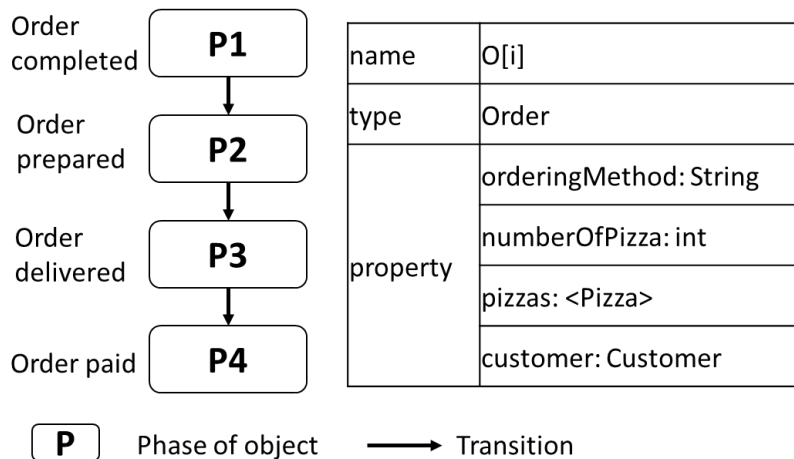 Order
completed
P1
Order
prepared
P2
Order
delivered
P3
Order paid
P4
name
O[i]
type
Order
property
orderingMethod: String
numberOfPizza: int
pizzas: <Pizza>
customer: Customer
P
Phase of object
Transition